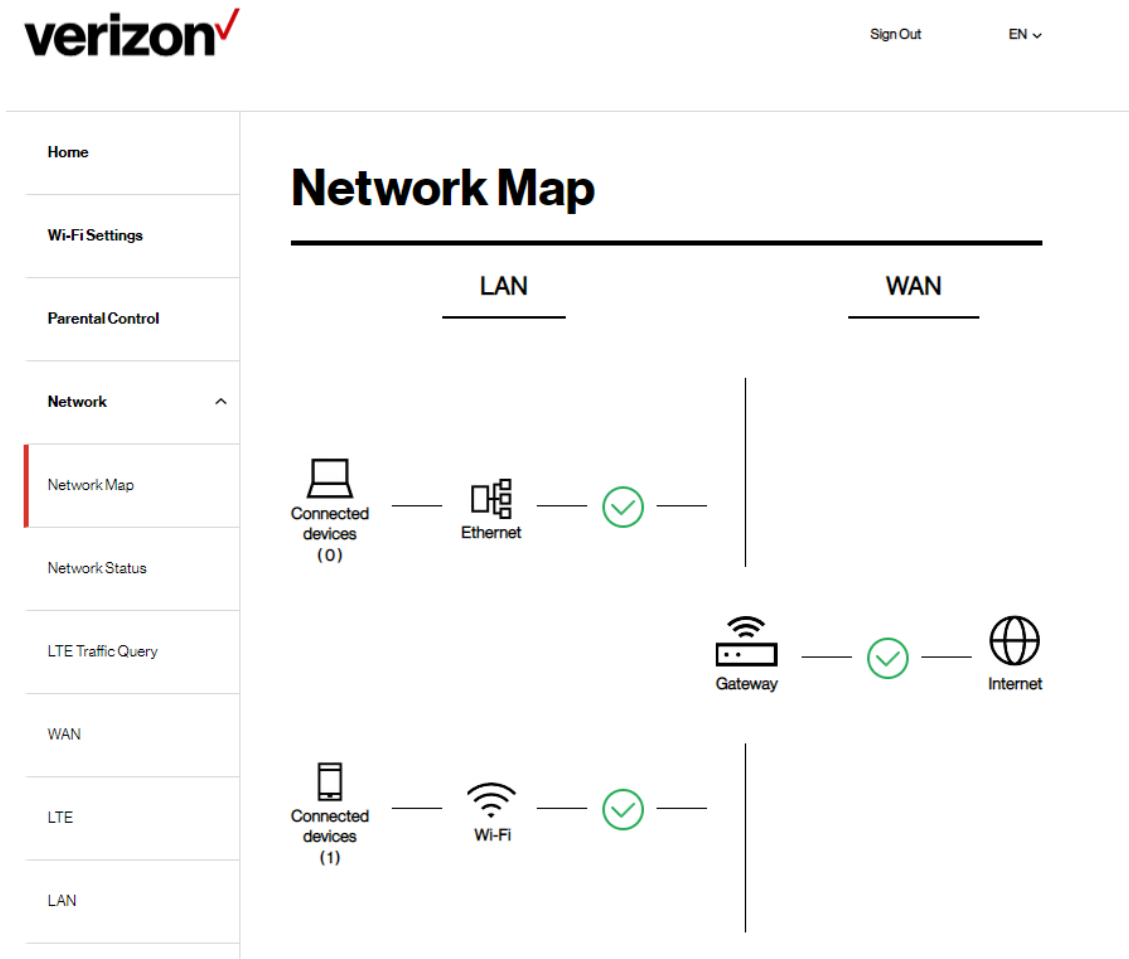 verizon
Sign Out
EN
Home
Wi-Fi Settings
Parental Control
Network
Network Map
Network Status
LTE Traffic Query
WAN
LTE
LAN
Network Map
LAN
WAN
Connected
devices
(0)
Ethernet
Gateway
Internet
Connected
devices
(1)
Wi-Fi